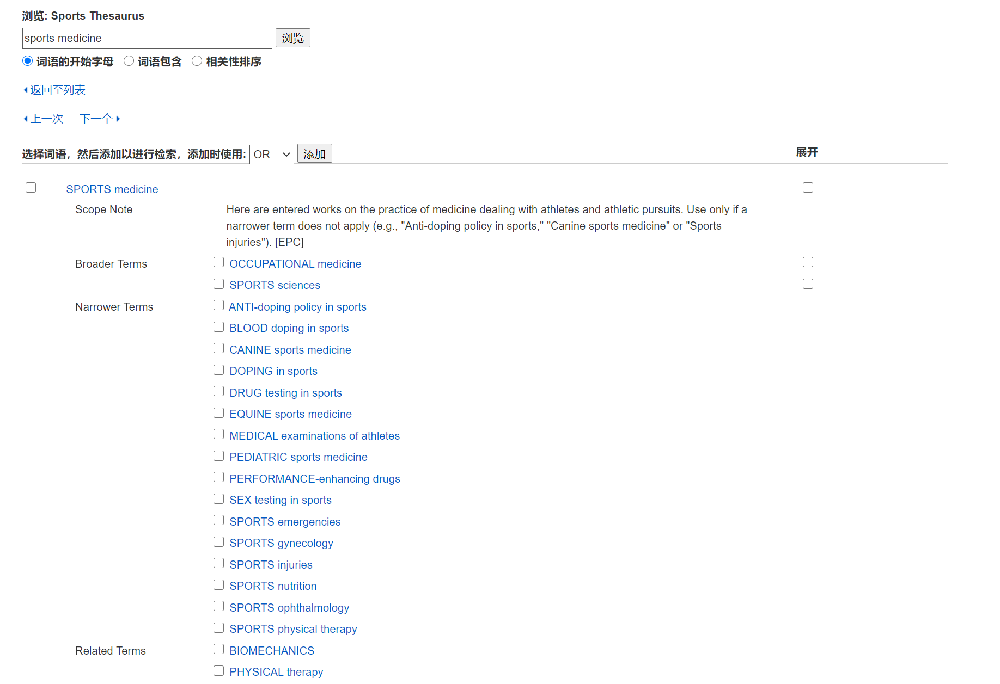 浏览: Sports Thesaurus
sports medicine 浏览
词语的开始字母 词语包含 相关性排序
返回至列表
上一次 下一个
选择词语，然后添加以进行检索，添加时使用: OR 添加 展开
SPORTS medicine
Scope Note Here are entered works on the practice of medicine dealing with athletes and athletic pursuits. Use only if a
narrower term does not apply (e.g., "Anti-doping policy in sports," "Canine sports medicine" or "Sports
injuries"). [EPC]
Broader Terms OCCUPATIONAL medicine
SPORTS sciences
Narrower Terms ANTI-doping policy in sports
BLOOD doping in sports
CANINE sports medicine
DOPING in sports
DRUG testing in sports
EQUINE sports medicine
MEDICAL examinations of athletes
PEDIATRIC sports medicine
PERFORMANCE-enhancing drugs
SEX testing in sports
SPORTS emergencies
SPORTS gynecology
SPORTS injuries
SPORTS nutrition
SPORTS ophthalmology
SPORTS physical therapy
Related Terms BIOMECHANICS
PHYSICAL therapy